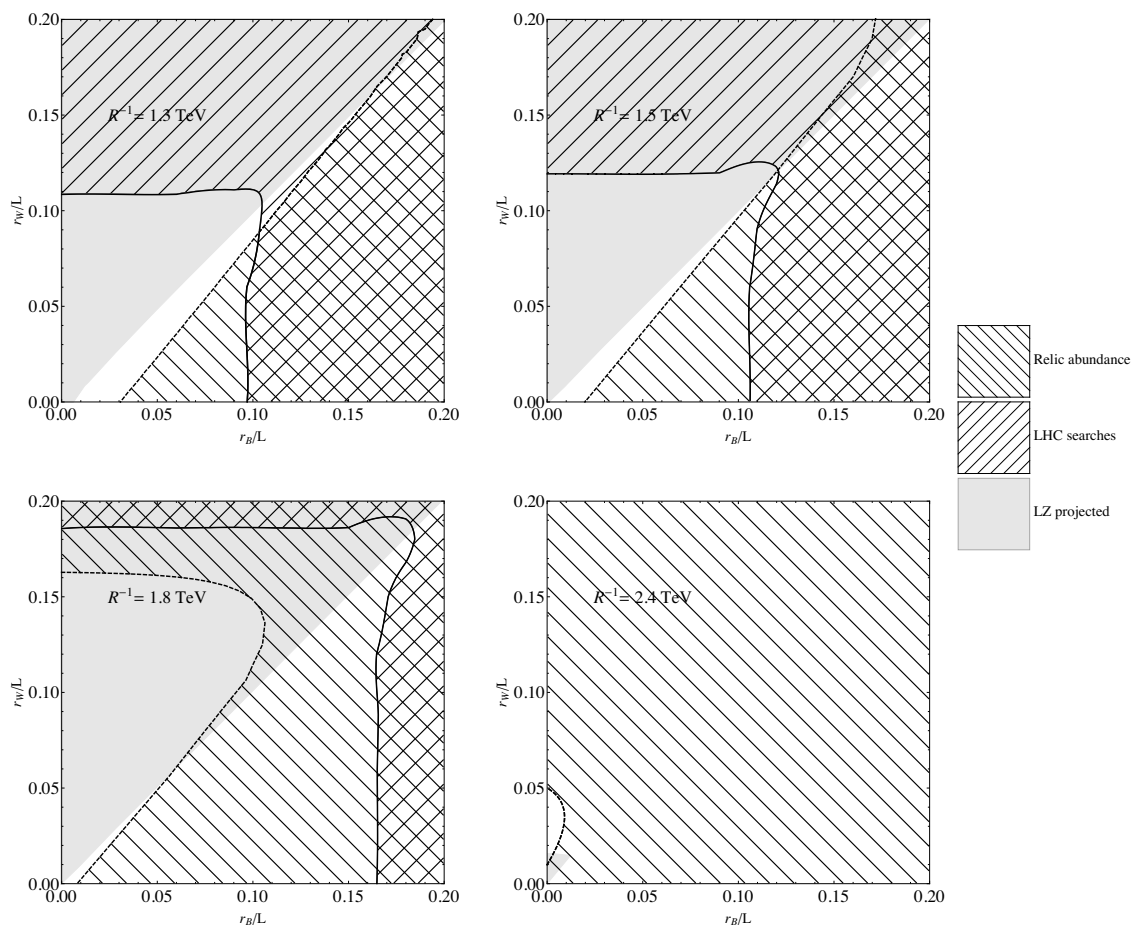 0.20
0.15
0.10
0.05
0.00
r_W/L
R⁻¹= 1.3 TeV
0.00 0.05 0.10 0.15 0.20
r_B/L
0.20
0.15
0.10
0.05
0.00
r_W/L
R⁻¹= 1.5 TeV
0.00 0.05 0.10 0.15 0.20
r_B/L
Relic abundance
LHC searches
LZ projected
0.20
0.15
0.10
0.05
0.00
r_W/L
R⁻¹= 1.8 TeV
0.00 0.05 0.10 0.15 0.20
r_B/L
0.20
0.15
0.10
0.05
0.00
r_W/L
R⁻¹= 2.4 TeV
0.00 0.05 0.10 0.15 0.20
r_B/L